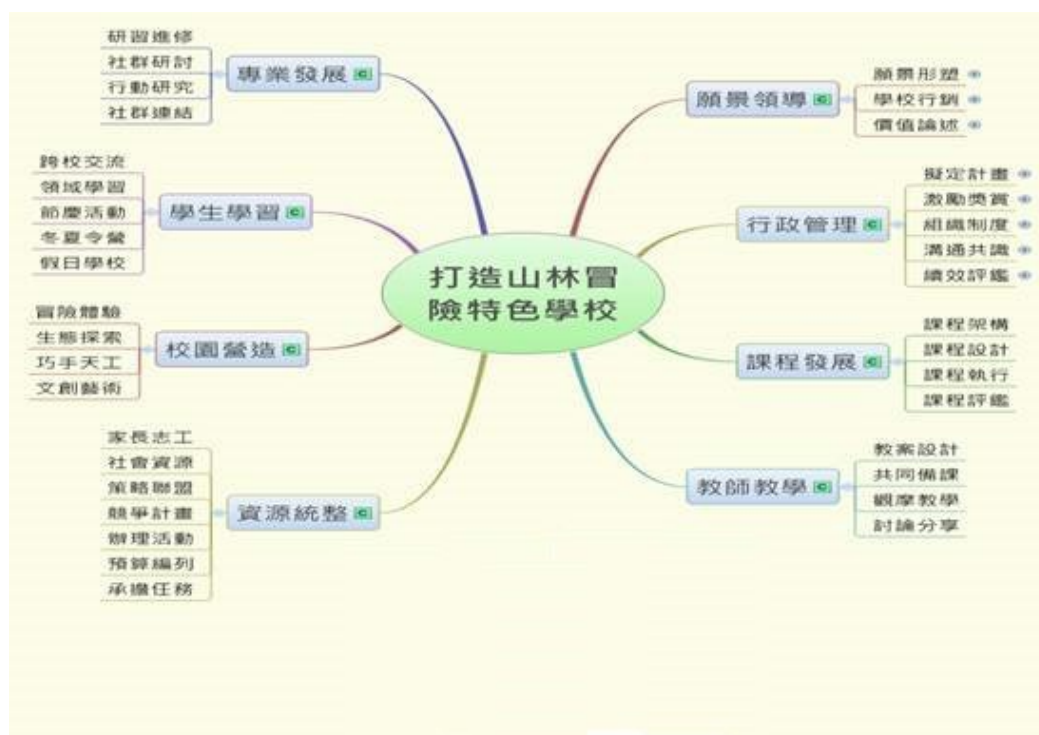 打造山林冒
險特色學校
願景領導
願景形塑
學校行銷
價值論述
行政管理
擬定計畫
激勵獎賞
組織制度
溝通共識
績效評鑑
課程發展
課程架構
課程設計
課程執行
課程評鑑
教師教學
教案設計
共同備課
觀摩教學
討論分享
專業發展
研習進修
社群研討
行動研究
社群連結
學生學習
跨校交流
領域學習
節慶活動
冬夏令營
假日學校
校園營造
冒險體驗
生態探索
巧手天工
文創藝術
資源統整
家長志工
社會資源
策略聯盟
競爭計畫
辦理活動
預算編列
承擔任務